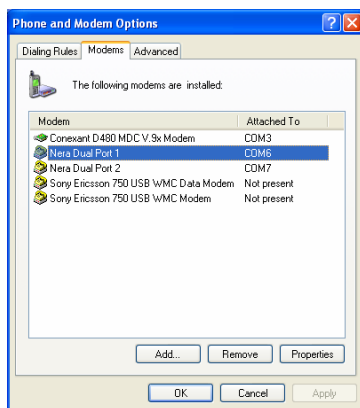 Phone and Modem Options
Dialing Rules Modems Advanced
The following modems are installed:
Modem Attached To
Conexant D480 MDC V.9x Modem COM3
Nera Dual Port 1 COM6
Nera Dual Port 2 COM7
Sony Ericsson 750 USB WMC Data Modem Not present
Sony Ericsson 750 USB WMC Modem Not present
Add... Remove Properties
OK Cancel Apply